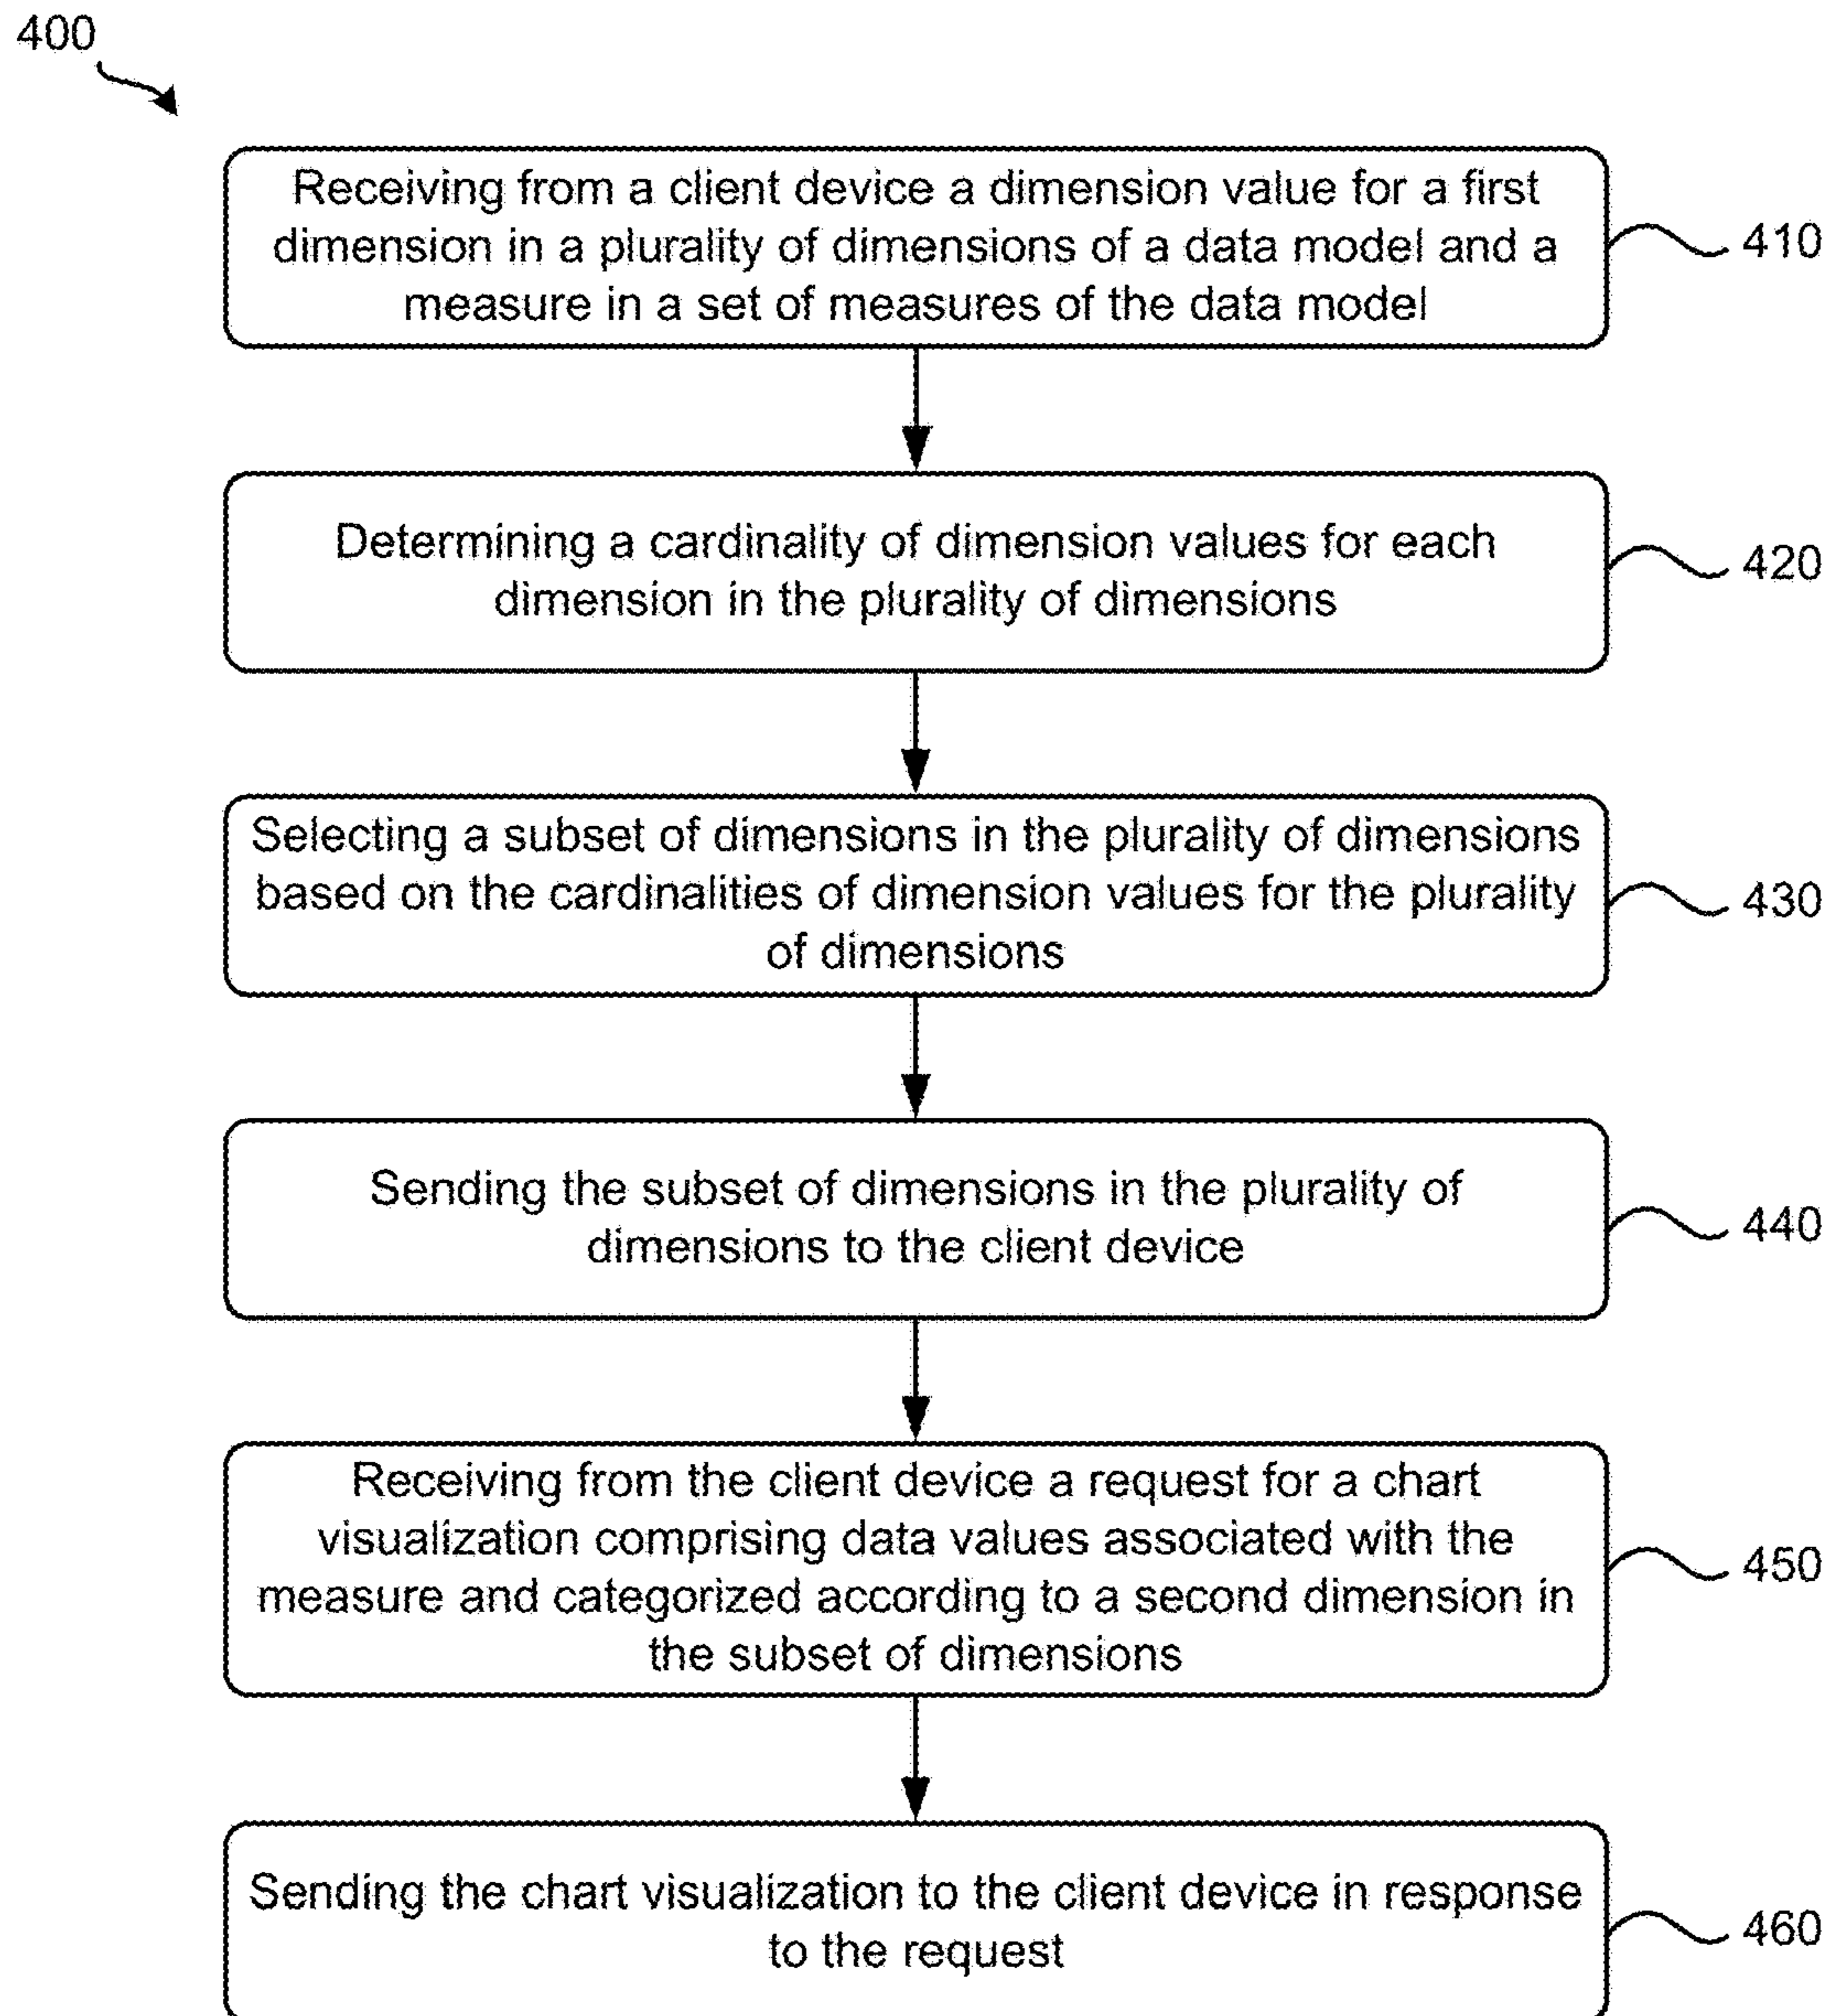 400
Receiving from a client device a dimension value for a first
dimension in a plurality of dimensions of a data model and a
measure in a set of measures of the data model
410
Determining a cardinality of dimension values for each
dimension in the plurality of dimensions
420
Selecting a subset of dimensions in the plurality of dimensions
based on the cardinalities of dimension values for the plurality
of dimensions
430
Sending the subset of dimensions in the plurality of
dimensions to the client device
440
Receiving from the client device a request for a chart
visualization comprising data values associated with the
measure and categorized according to a second dimension in
the subset of dimensions
450
Sending the chart visualization to the client device in response
to the request
460